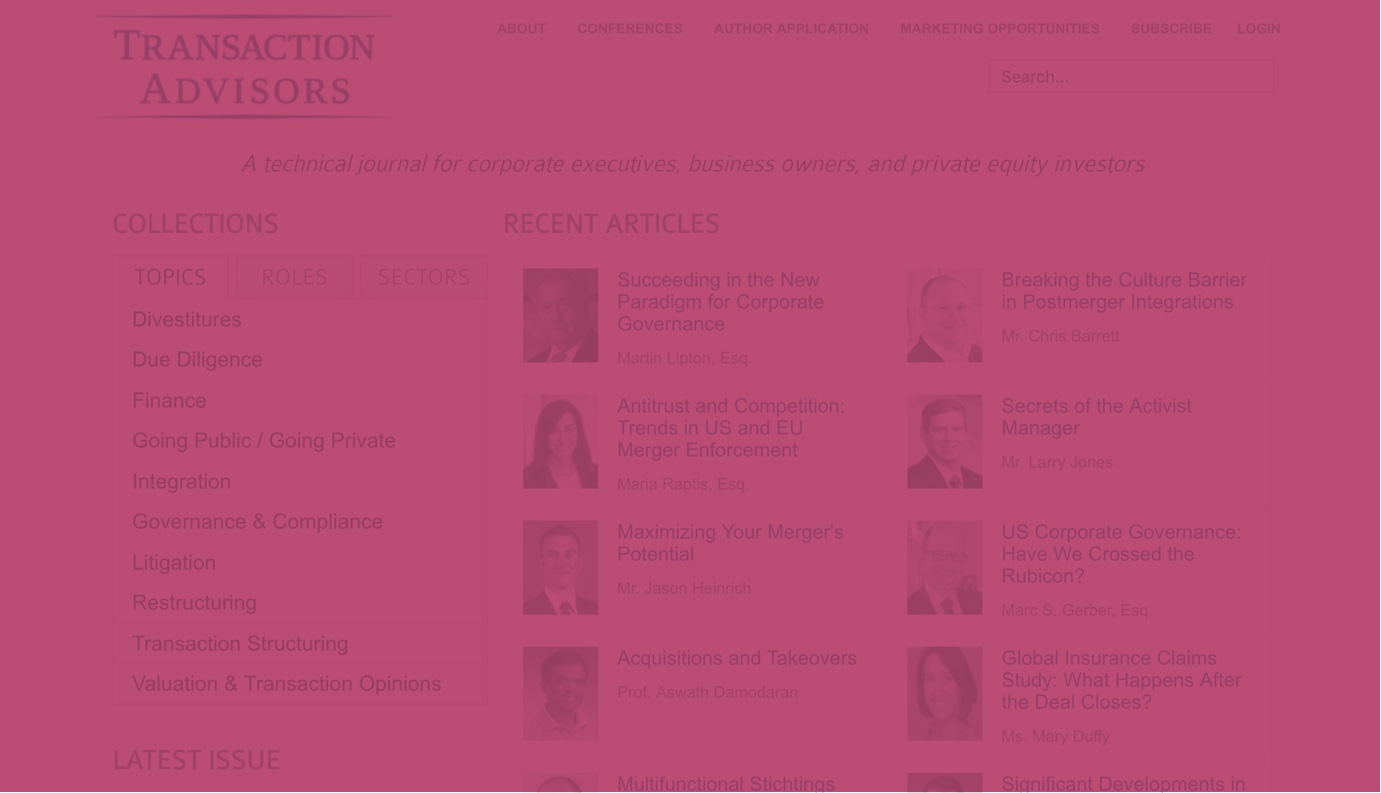 TRANSACTION
ADVISORS
ABOUT
CONFERENCES
AUTHOR APPLICATION
MARKETING OPPORTUNITIES
SUBSCRIBE
LOGIN
Search...
A technical journal for corporate executives, business owners, and private equity investors
COLLECTIONS
TOPICS
ROLES
SECTORS
Divestitures
Due Diligence
Finance
Going Public / Going Private
Integration
Governance & Compliance
Litigation
Restructuring
Transaction Structuring
Valuation & Transaction Opinions
LATEST ISSUE
RECENT ARTICLES
Succeeding in the New
Paradigm for Corporate
Governance
Martin Lipton, Esq.
Breaking the Culture Barrier
in Postmerger Integrations
Mr. Chris Barrett
Antitrust and Competition:
Trends in US and EU
Merger Enforcement
Maria Raptis, Esq.
Secrets of the Activist
Manager
Mr. Larry Jones
Maximizing Your Merger's
Potential
Mr. Jason Heinrich
US Corporate Governance:
Have We Crossed the
Rubicon?
Marc S. Gerber, Esq.
Acquisitions and Takeovers
Prof. Aswath Damodaran
Global Insurance Claims
Study: What Happens After
the Deal Closes?
Ms. Mary Duffy
Multifunctional Stichtings
Significant Developments in